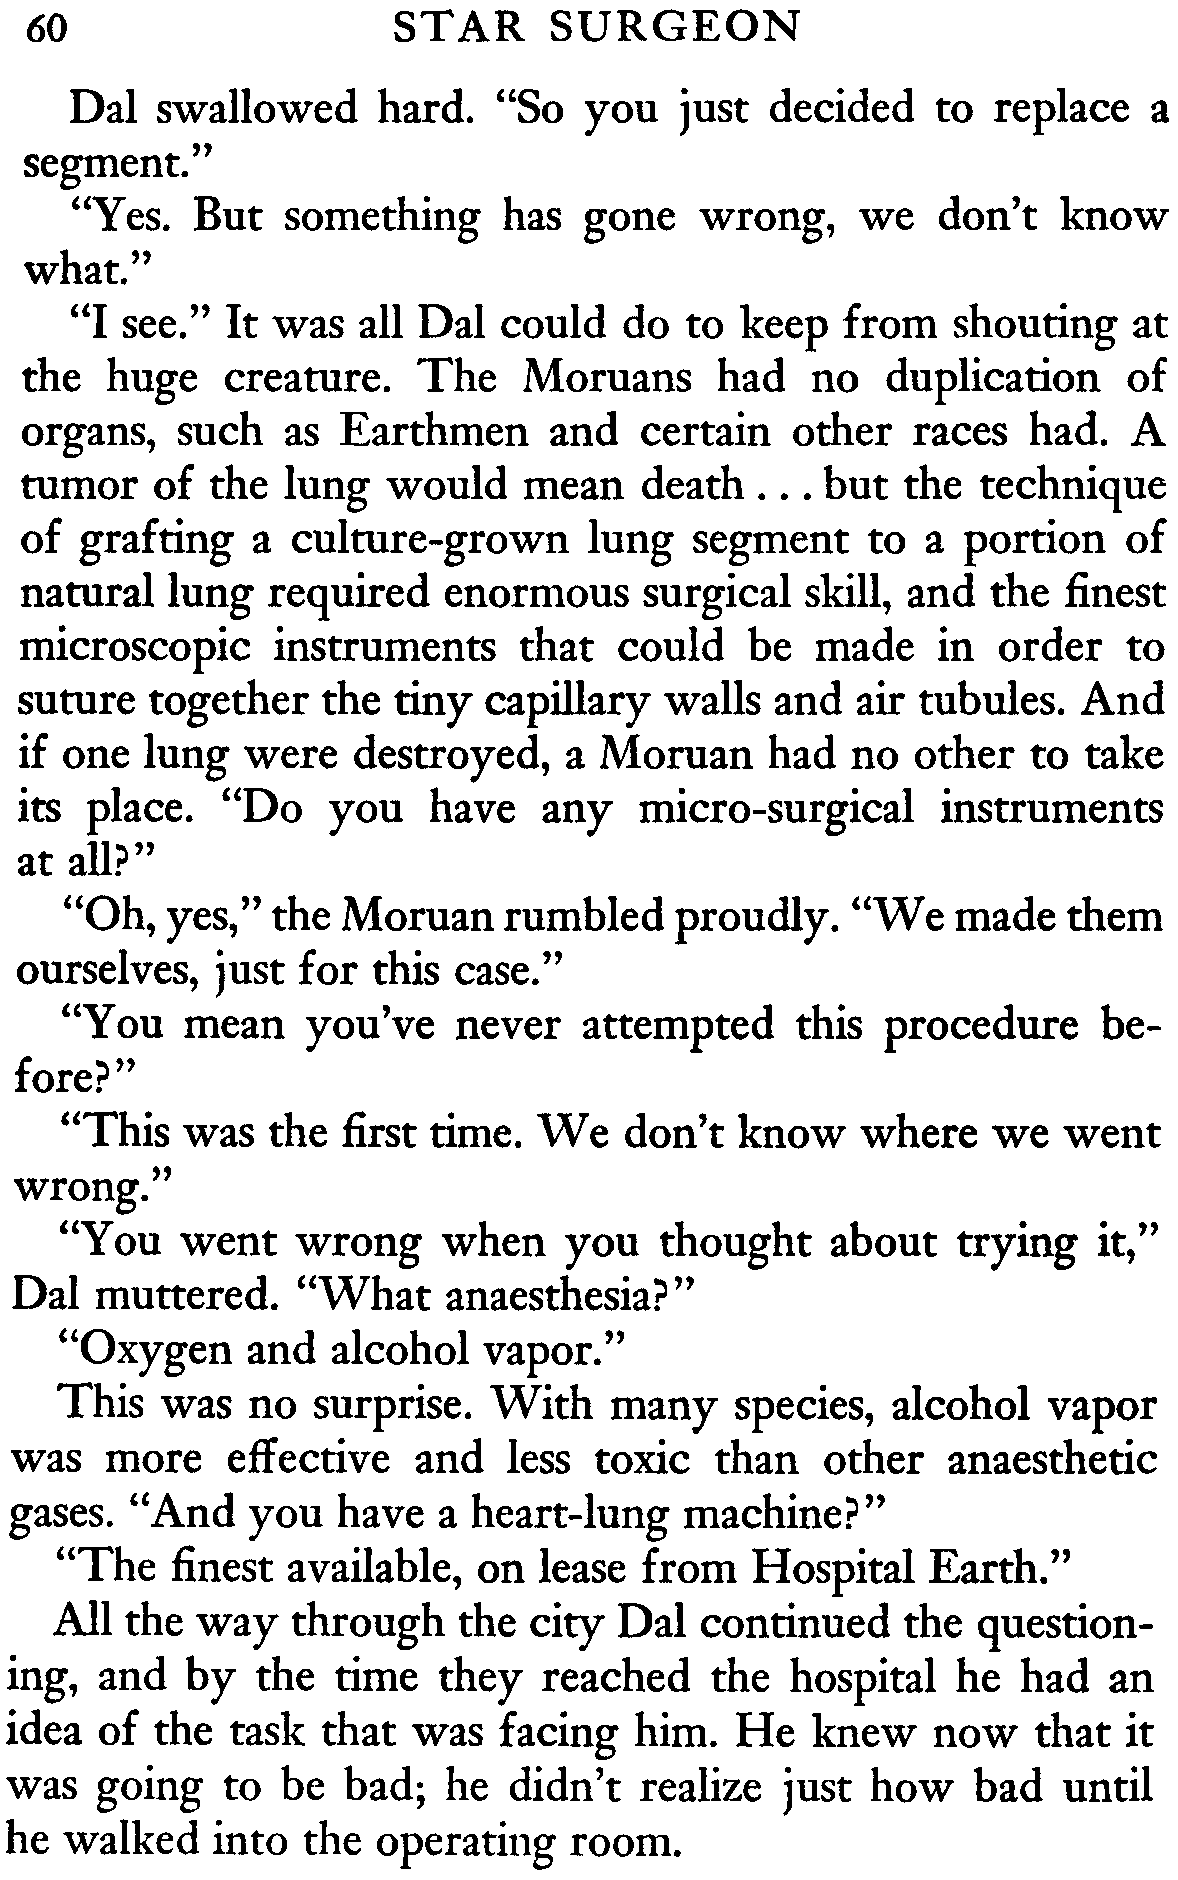 60 STAR SURGEON
Dal swallowed hard. “So you just decided to replace a
segment.”
“Yes. But something has gone wrong, we don’t know
what.”
“I see.” It was all Dal could do to keep from shouting at
the huge creature. The Moruans had no duplication of
organs, such as Earthmen and certain other races had. A
tumor of the lung would mean death . . . but the technique
of grafting a culture-grown lung segment to a portion of
natural lung required enormous surgical skill, and the finest
microscopic instruments that could be made in order to
suture together the tiny capillary walls and air tubules. And
if one lung were destroyed, a Moruan had no other to take
its place. “Do you have any micro-surgical instruments
at all?”
“Oh, yes,” the Moruan rumbled proudly. “We made them
ourselves, just for this case.”
“You mean you’ve never attempted this procedure be-
fore?”
“This was the first time. We don’t know where we went
wrong.”
“You went wrong when you thought about trying it,”
Dal muttered. “What anaesthesia?”
“Oxygen and alcohol vapor.”
This was no surprise. With many species, alcohol vapor
was more effective and less toxic than other anaesthetic
gases. “And you have a heart-lung machine?”
“The finest available, on lease from Hospital Earth.”
All the way through the city Dal continued the question-
ing, and by the time they reached the hospital he had an
idea of the task that was facing him. He knew now that it
was going to be bad; he didn’t realize just how bad until
he walked into the operating room.